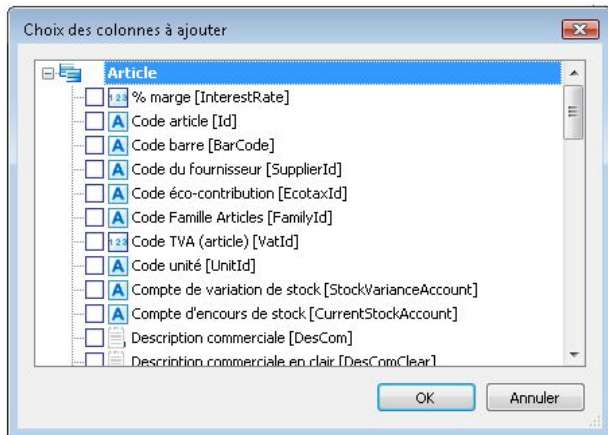 Choix des colonnes à ajouter
Article
123 % marge [InterestRate]
A Code article [Id]
A Code barre [BarCode]
A Code du fournisseur [SupplierId]
A Code éco-contribution [EcotaxId]
A Code Famille Articles [FamilyId]
123 Code TVA (article) [VatId]
A Code unité [UnitId]
A Compte de variation de stock [StockVarianceAccount]
A Compte d'encours de stock [CurrentStockAccount]
Description commerciale [DesCom]
Description commerciale en clair [DesComClear]
OK Annuler